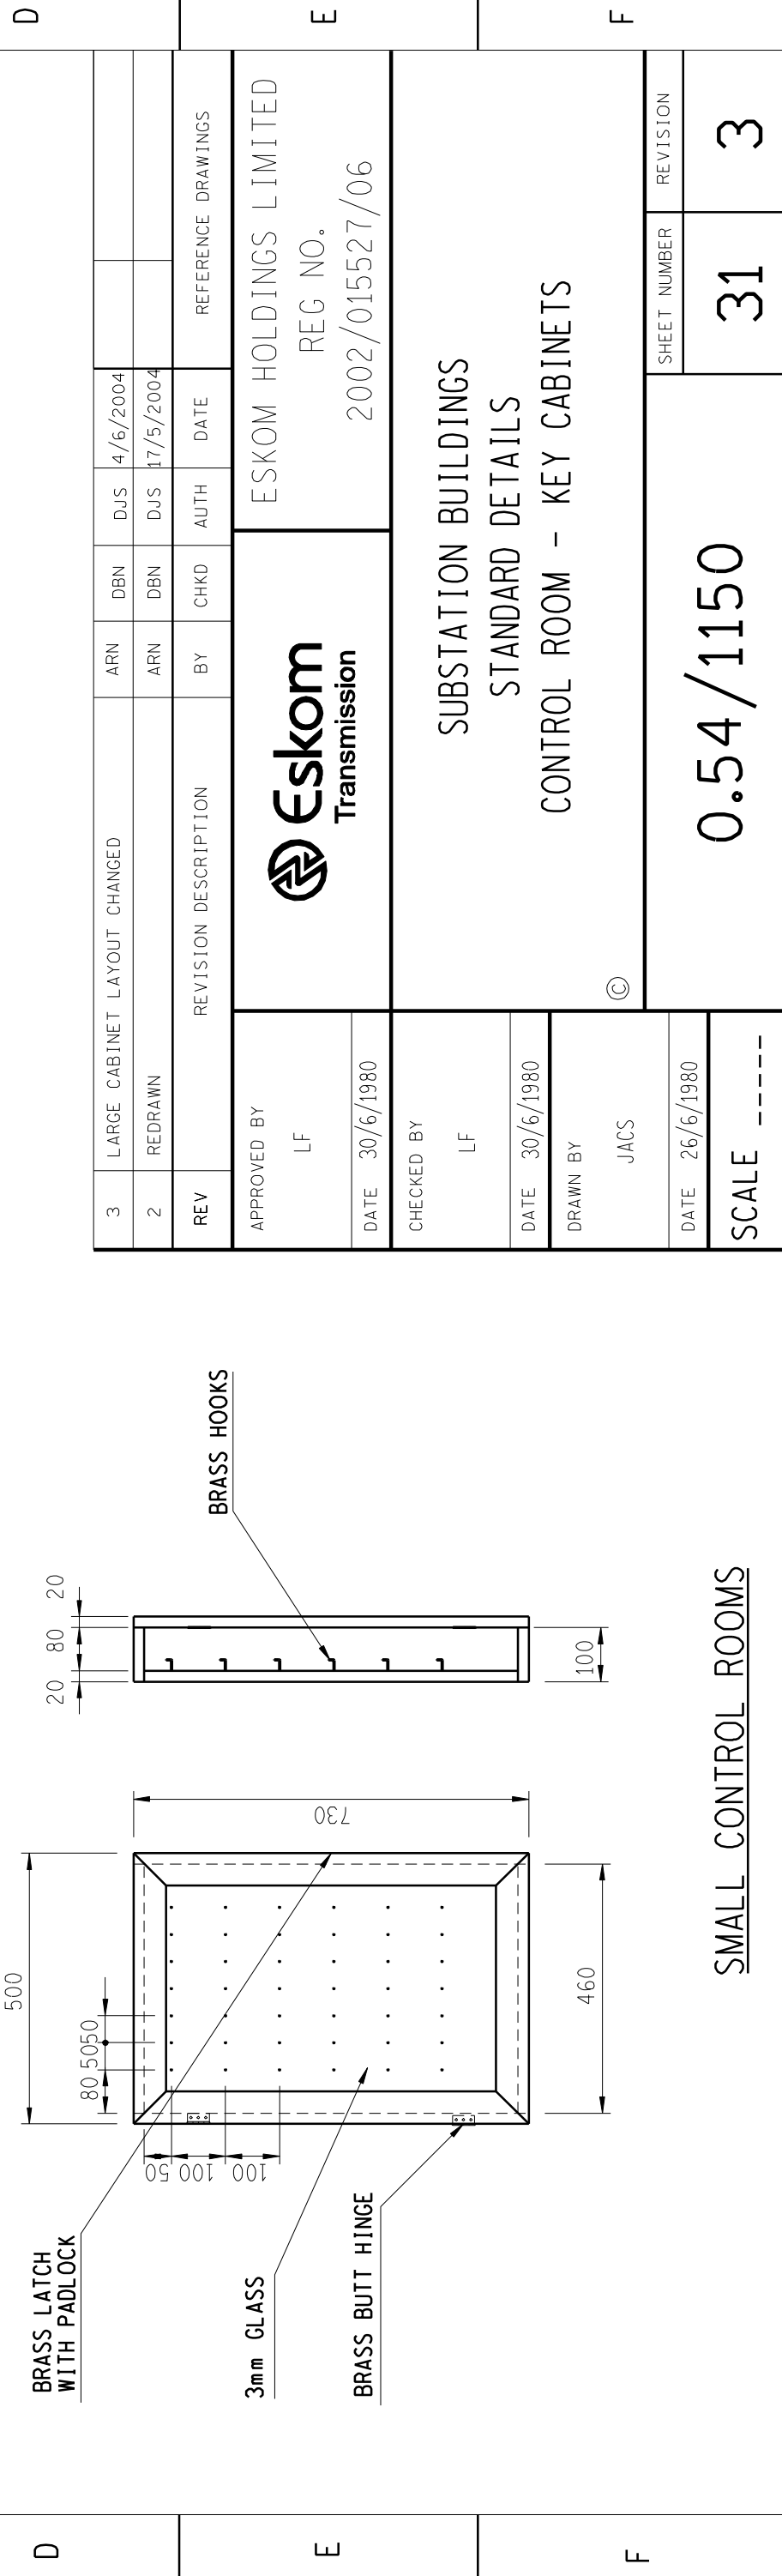 D
E
F
BRASS LATCH
WITH PADLOCK
3mm GLASS
BRASS BUTT HINGE
500
80 50 50
50
100
100
460
730
20
80
20
100
BRASS HOOKS
SMALL CONTROL ROOMS
3 LARGE CABINET LAYOUT CHANGED ARN DBN DJS 4/6/2004
2 REDRAWN ARN DBN DJS 17/5/2004
REV REVISION DESCRIPTION BY CHKD AUTH DATE REFERENCE DRAWINGS
APPROVED BY
LF
DATE 30/6/1980
CHECKED BY
LF
DATE 30/6/1980
DRAWN BY
JACS
DATE 26/6/1980
SCALE -----
Eskom
Transmission
ESKOM HOLDINGS LIMITED
REG NO.
2002/015527/06
SUBSTATION BUILDINGS
STANDARD DETAILS
CONTROL ROOM - KEY CABINETS
©
0.54/1150
SHEET NUMBER
31
REVISION
3
D
E
F